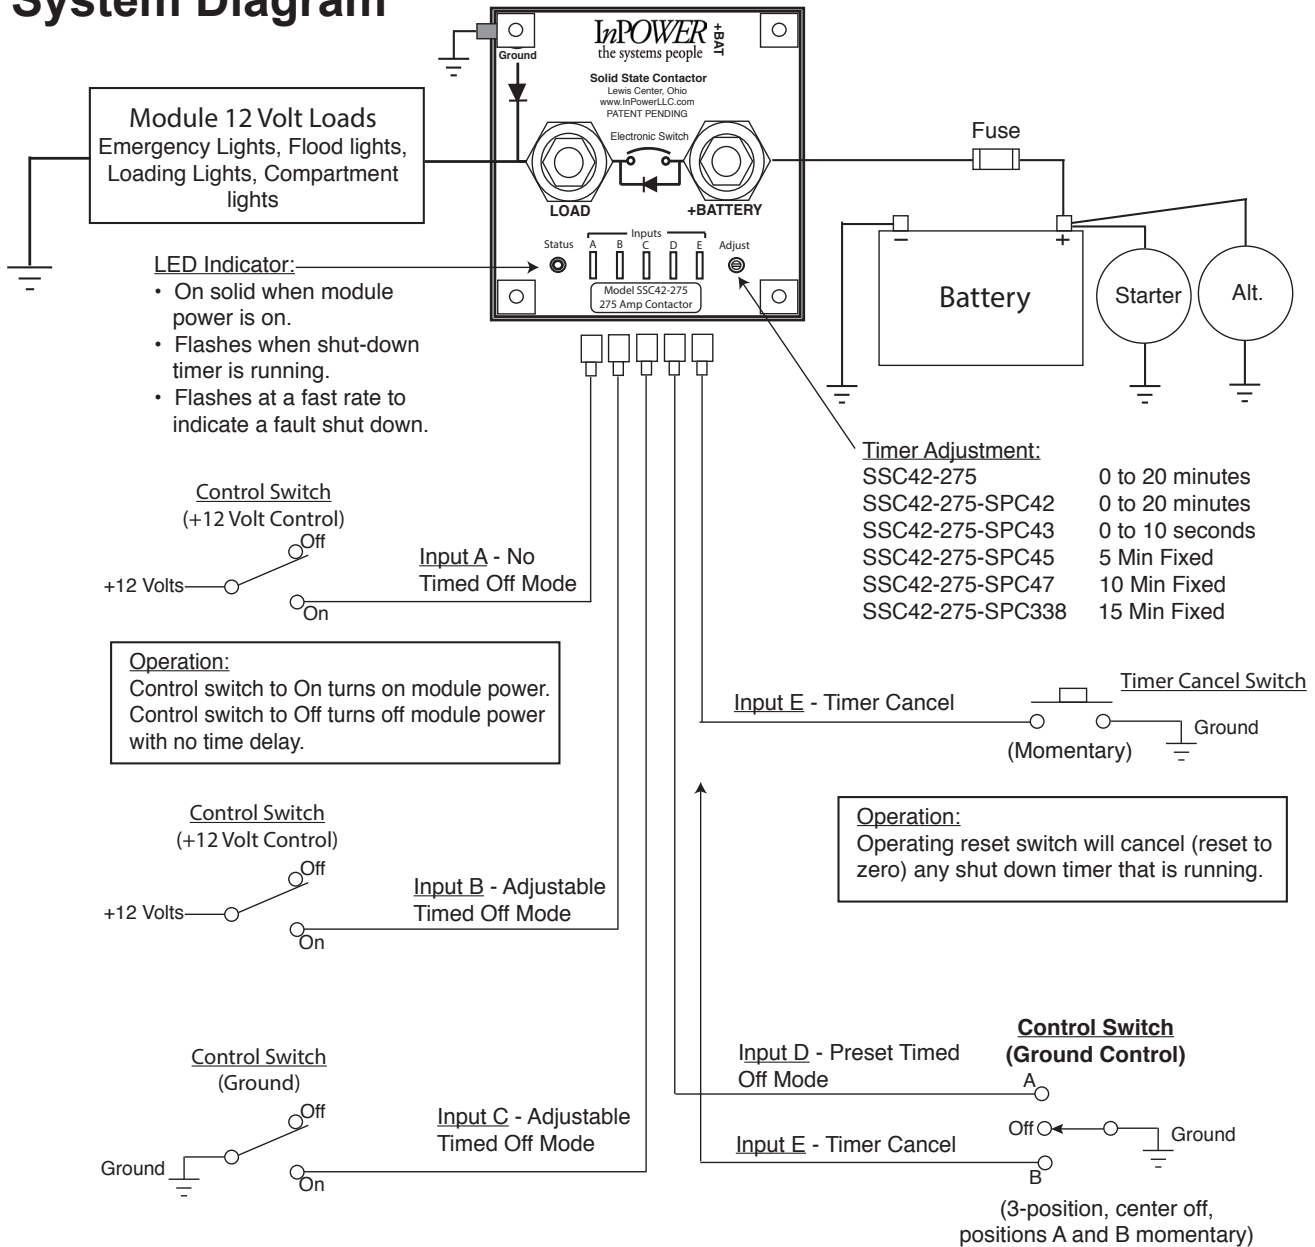 System Diagram
InPOWER
the systems people
+BAT
Ground
Solid State Contactor
Lewis Center, Ohio
www.InPowerLLC.com
PATENT PENDING
Electronic Switch
LOAD
+BATTERY
Status
Inputs
A B C D E
Adjust
Model SSC42-275
275 Amp Contactor
Module 12 Volt Loads
Emergency Lights, Flood lights,
Loading Lights, Compartment
lights
Fuse
–
+
Battery
Starter
Alt.
LED Indicator:
• On solid when module
power is on.
• Flashes when shut-down
timer is running.
• Flashes at a fast rate to
indicate a fault shut down.
Timer Adjustment:
SSC42-275 0 to 20 minutes
SSC42-275-SPC42 0 to 20 minutes
SSC42-275-SPC43 0 to 10 seconds
SSC42-275-SPC45 5 Min Fixed
SSC42-275-SPC47 10 Min Fixed
SSC42-275-SPC338 15 Min Fixed
Control Switch
(+12 Volt Control)
Off
+12 Volts
On
Input A - No
Timed Off Mode
Operation:
Control switch to On turns on module power.
Control switch to Off turns off module power
with no time delay.
Input E - Timer Cancel
Timer Cancel Switch
(Momentary)
Ground
Operation:
Operating reset switch will cancel (reset to
zero) any shut down timer that is running.
Control Switch
(+12 Volt Control)
Off
+12 Volts
On
Input B - Adjustable
Timed Off Mode
Control Switch
(Ground)
Off
Ground
On
Input C - Adjustable
Timed Off Mode
Control Switch
(Ground Control)
Input D - Preset Timed
Off Mode
A
Off
Ground
Input E - Timer Cancel
B
(3-position, center off,
positions A and B momentary)